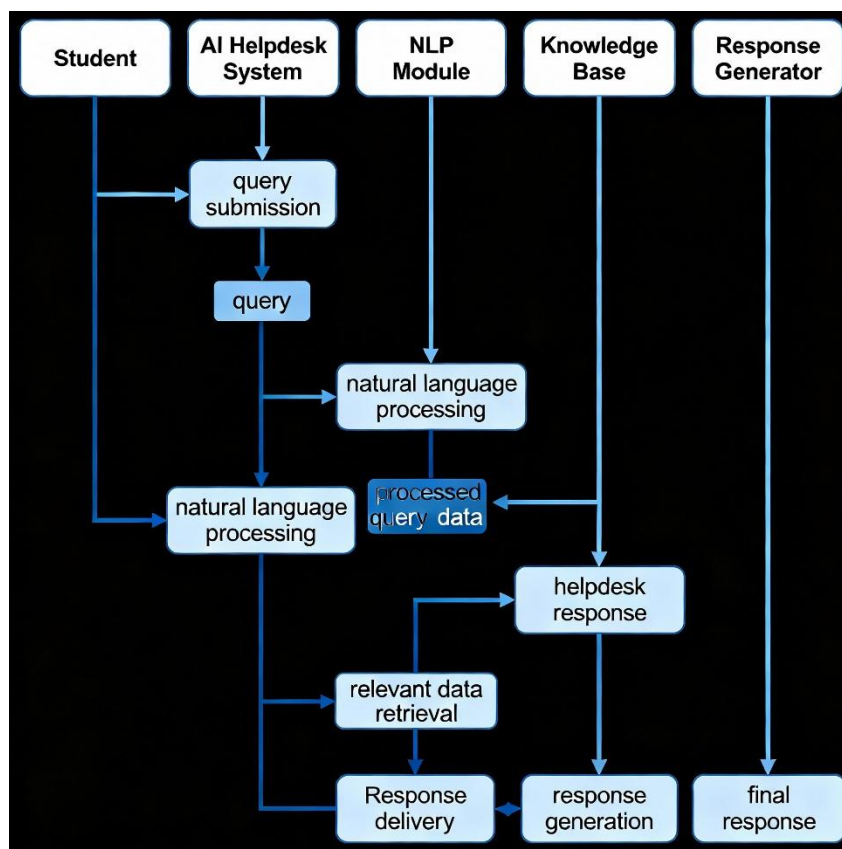 Student
AI Helpdesk
System
NLP
Module
Knowledge
Base
Response
Generator
query
submission
query
natural language
processing
processed
query data
natural language
processing
helpdesk
response
relevant data
retrieval
Response
delivery
response
generation
final
response